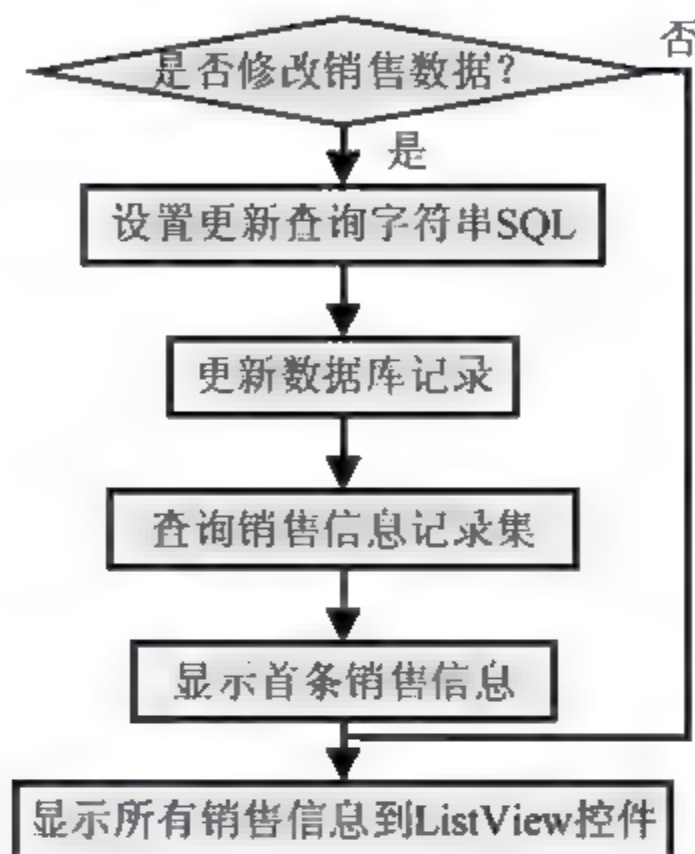 否
是否修改销售数据？
是
设置更新查询字符串SQL
更新数据库记录
查询销售信息记录集
显示首条销售信息
显示所有销售信息到ListView控件